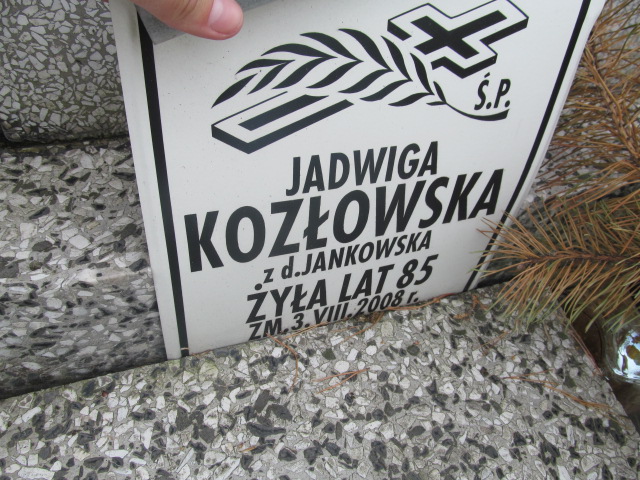 Ś.P.
JADWIGA
KOZŁOWSKA
z d.JANKOWSKA
ŻYŁA LAT 85
ZM.3.VIII.2008 r.